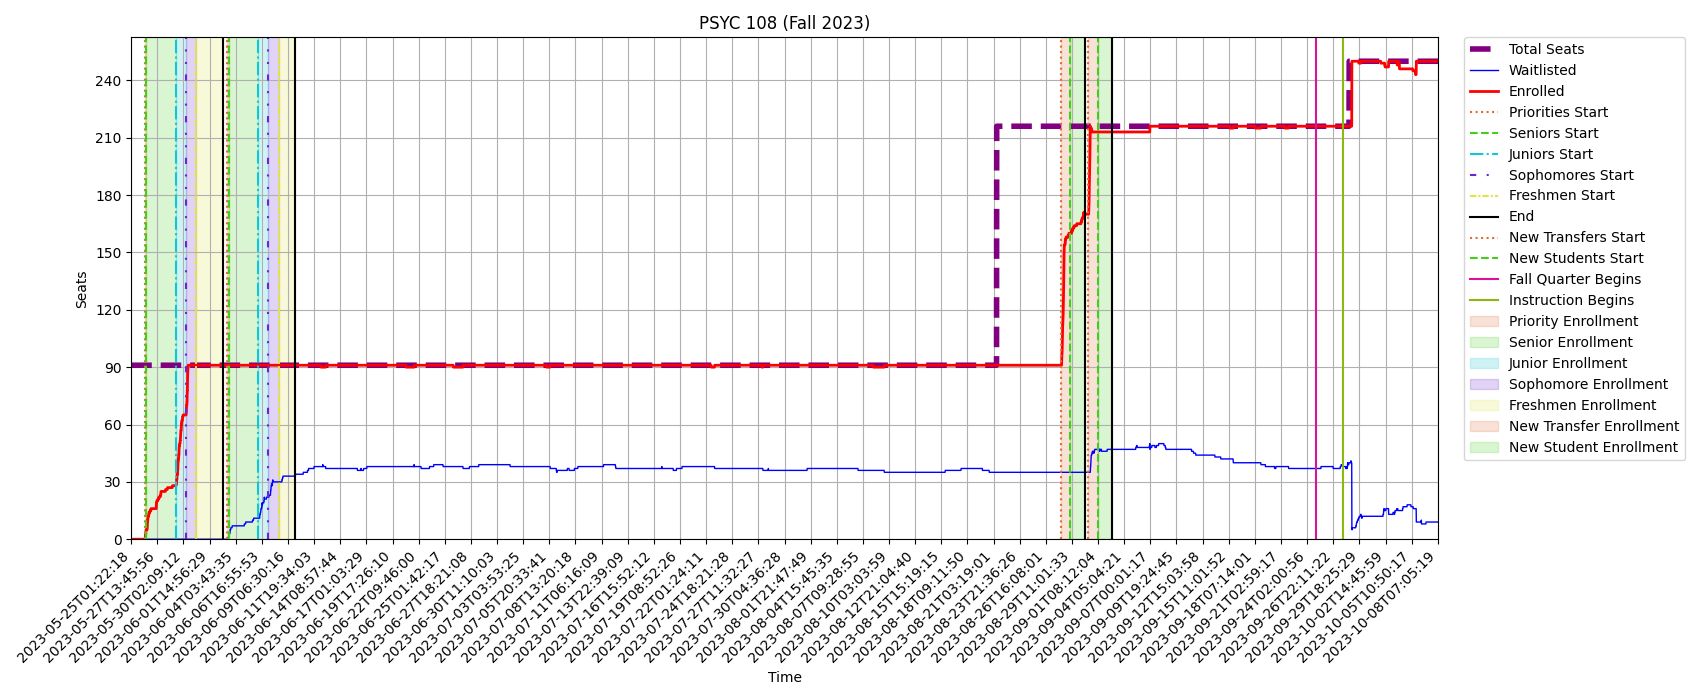 PSYC 108 (Fall 2023)
Seats
240
210
180
150
120
90
60
30
0
2023-05-25T01:22:18
2023-05-27T13:45:56
2023-05-30T02:09:12
2023-06-01T14:56:29
2023-06-04T03:43:35
2023-06-06T16:55:53
2023-06-09T06:30:16
2023-06-11T19:34:03
2023-06-14T08:57:44
2023-06-17T01:03:29
2023-06-19T17:26:10
2023-06-22T09:46:00
2023-06-25T01:42:17
2023-06-27T18:21:08
2023-06-30T11:10:03
2023-07-03T03:53:25
2023-07-05T20:33:41
2023-07-08T13:20:18
2023-07-11T06:16:09
2023-07-13T22:39:09
2023-07-16T15:52:12
2023-07-19T08:52:26
2023-07-22T01:24:11
2023-07-24T18:21:28
2023-07-27T11:32:27
2023-07-30T04:36:28
2023-08-01T21:47:49
2023-08-04T15:45:35
2023-08-07T09:28:55
2023-08-10T03:03:59
2023-08-12T21:04:40
2023-08-15T15:19:15
2023-08-18T09:11:50
2023-08-21T03:19:01
2023-08-23T21:36:26
2023-08-26T16:08:01
2023-08-29T11:01:33
2023-09-01T08:12:04
2023-09-04T05:04:21
2023-09-07T00:01:17
2023-09-09T19:24:45
2023-09-12T15:03:58
2023-09-15T11:01:52
2023-09-18T07:14:01
2023-09-21T02:59:17
2023-09-24T02:00:56
2023-09-26T22:11:22
2023-09-29T18:25:29
2023-10-02T14:45:59
2023-10-05T10:50:17
2023-10-08T07:05:19
Time
Total Seats
Waitlisted
Enrolled
Priorities Start
Seniors Start
Juniors Start
Sophomores Start
Freshmen Start
End
New Transfers Start
New Students Start
Fall Quarter Begins
Instruction Begins
Priority Enrollment
Senior Enrollment
Junior Enrollment
Sophomore Enrollment
Freshmen Enrollment
New Transfer Enrollment
New Student Enrollment